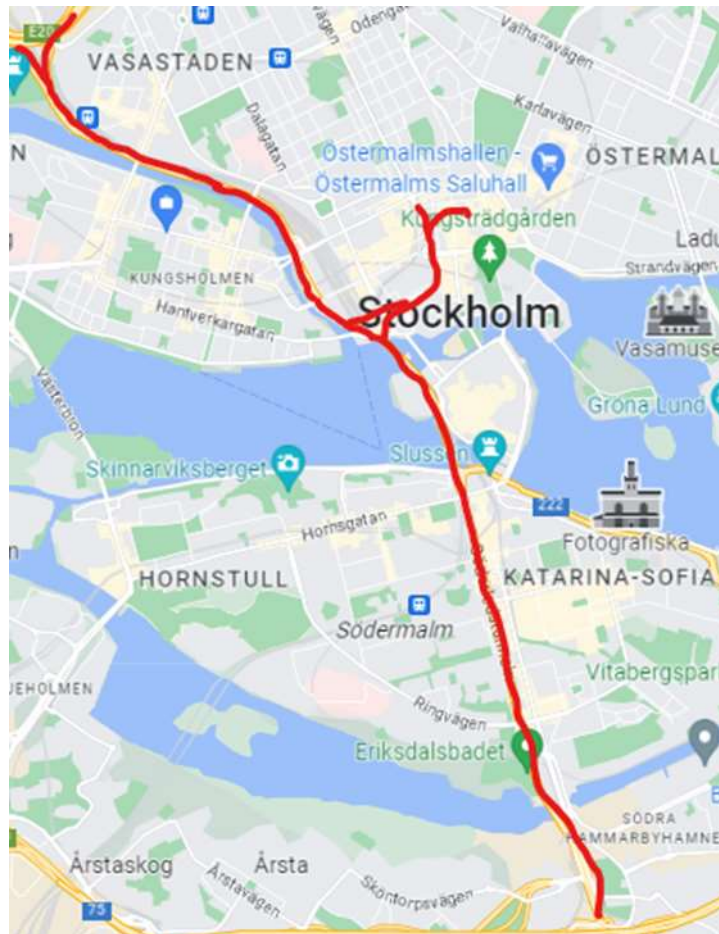 E20
VASASTADEN
Odengat
Valhallavägen
Karlavägen
Dalagatan
Östermalmshallen -
Östermalms Saluhall
ÖSTERMAL
N
Kungsträdgården
Ladu
Strandvägen
KUNGSHOLMEN
Hantverkargatan
Stockholm
Vasamuse
Västerbron
Gröna Lund
Slussen
Skinnarviksberget
222
Hornsgatan
Fotografiska
HORNSTULL
KATARINA-SOFIA
Södermalm
Vitabergspar
JEHOLMEN
Ringvägen
Eriksdalsbadet
SÖDRA
HAMMARBYHAMNE
Årstaskog
Årsta
Årstavägen
Sköntorpsvägen
75